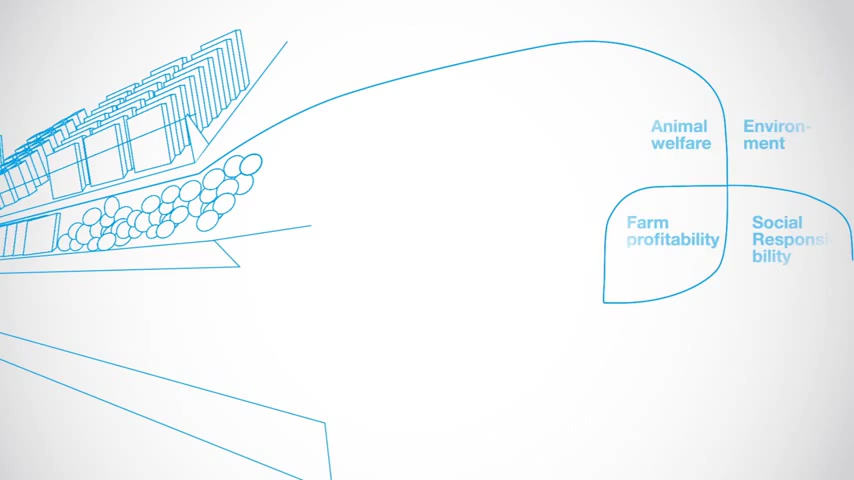 Animal
welfare
Environ-
ment
Farm
profitability
Social
Responsi
bility